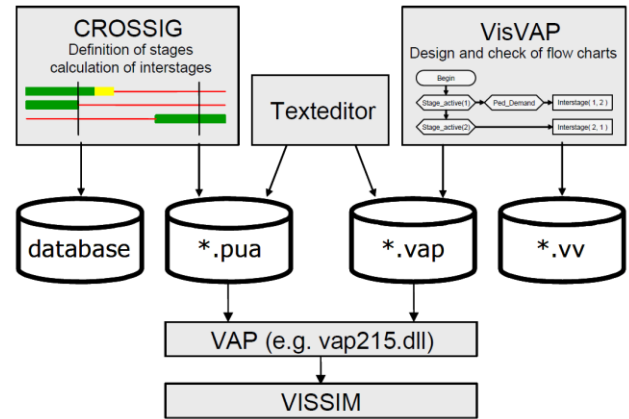 CROSSIG
Definition of stages
calculation of interstages
Texteditor
VisVAP
Design and check of flow charts
Begin
Stage_active(1)
Ped_Demand
Interstage( 1, 2 )
Stage_active(2)
Interstage( 2, 1 )
database
*.pua
*.vap
*.vv
VAP (e.g. vap215.dll)
VISSIM